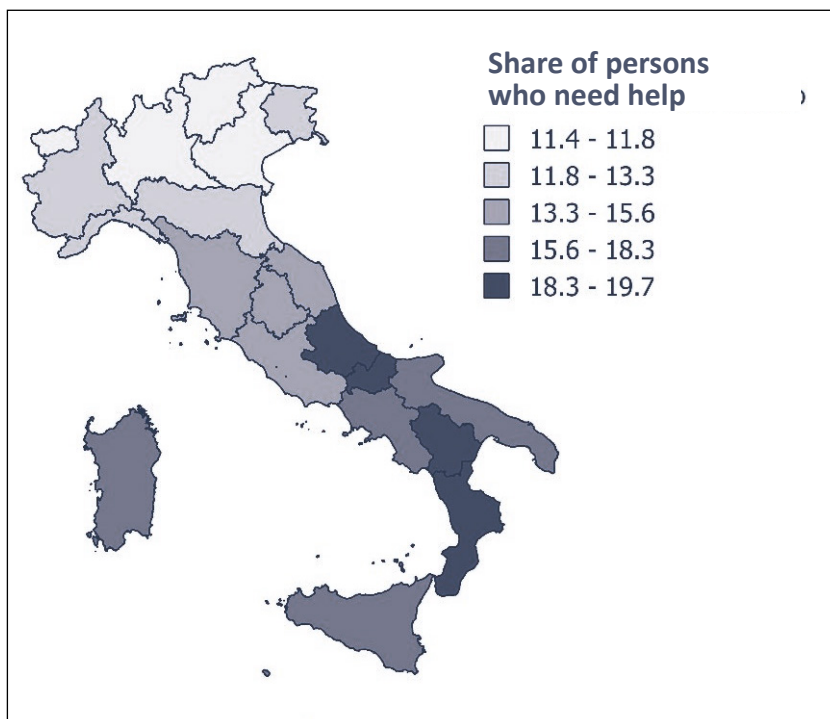 Share of persons
who need help
11.4 - 11.8
11.8 - 13.3
13.3 - 15.6
15.6 - 18.3
18.3 - 19.7